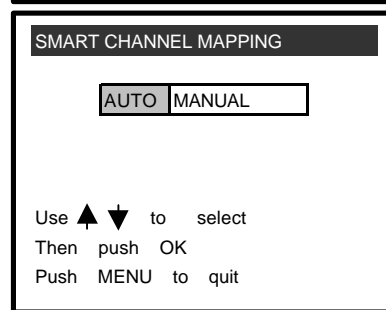 SMART CHANNEL MAPPING
AUTO MANUAL
Use ▲ ▼ to select
Then push OK
Push MENU to quit